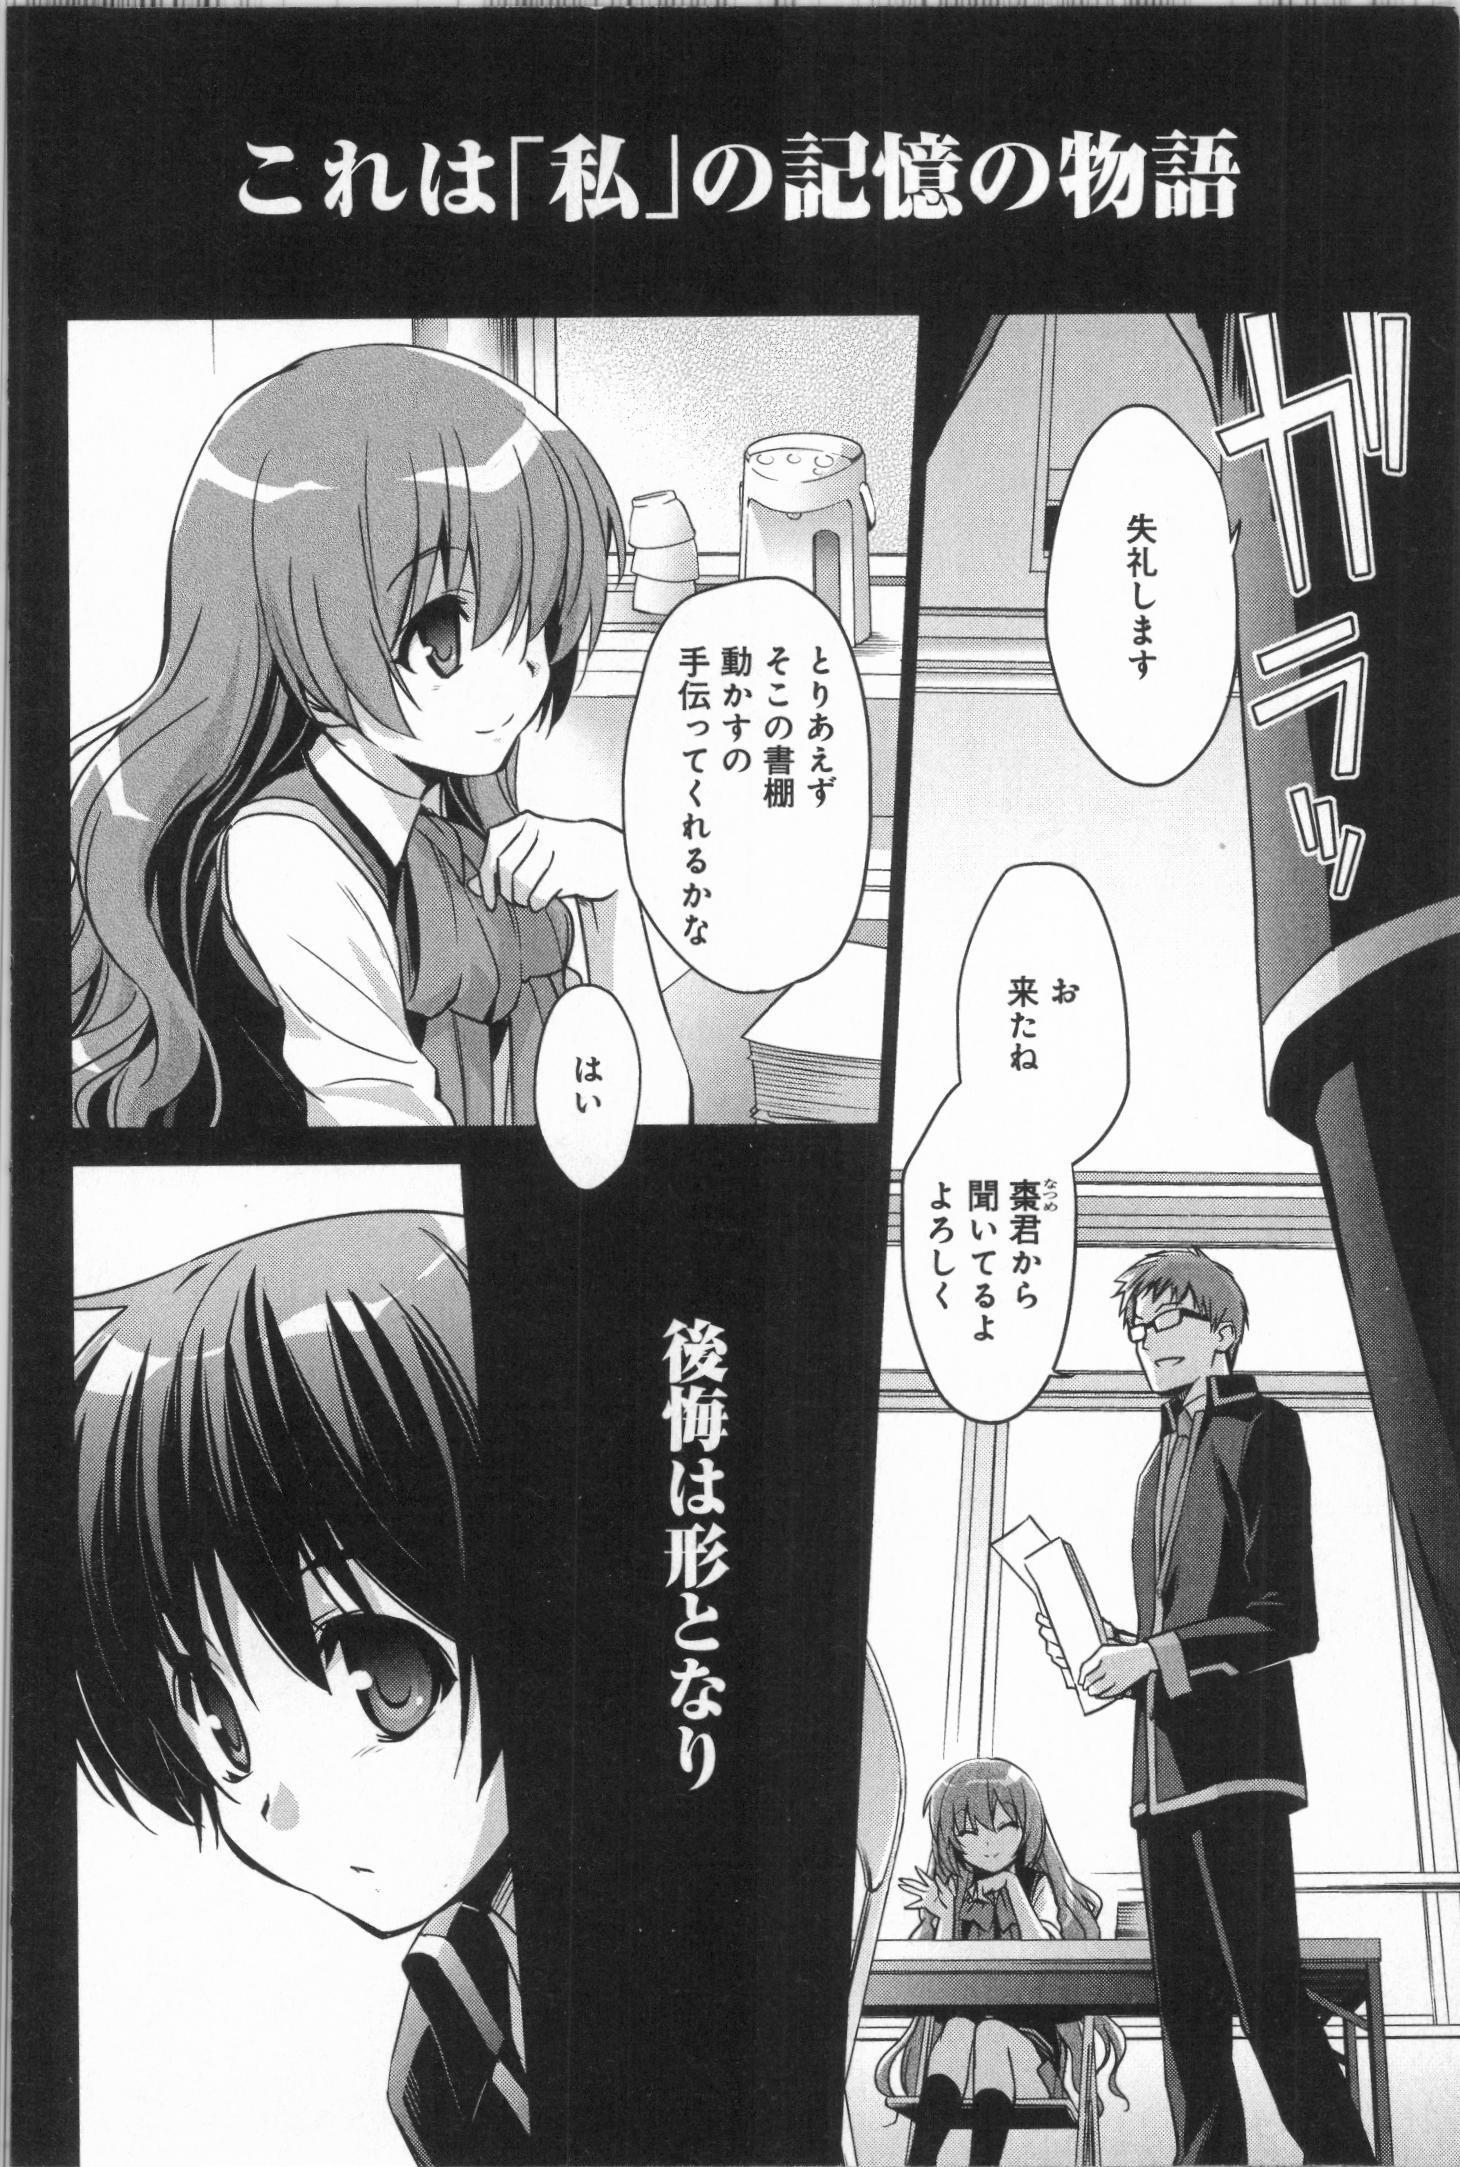 これは「私」の記憶の物語
ガラッ
失礼します
お
来たね
棗君から
なつめ
聞いてるよ
よろしく
とりあえず
そこの書棚
動かすの
手伝ってくれるかな
はい
後悔は形となり